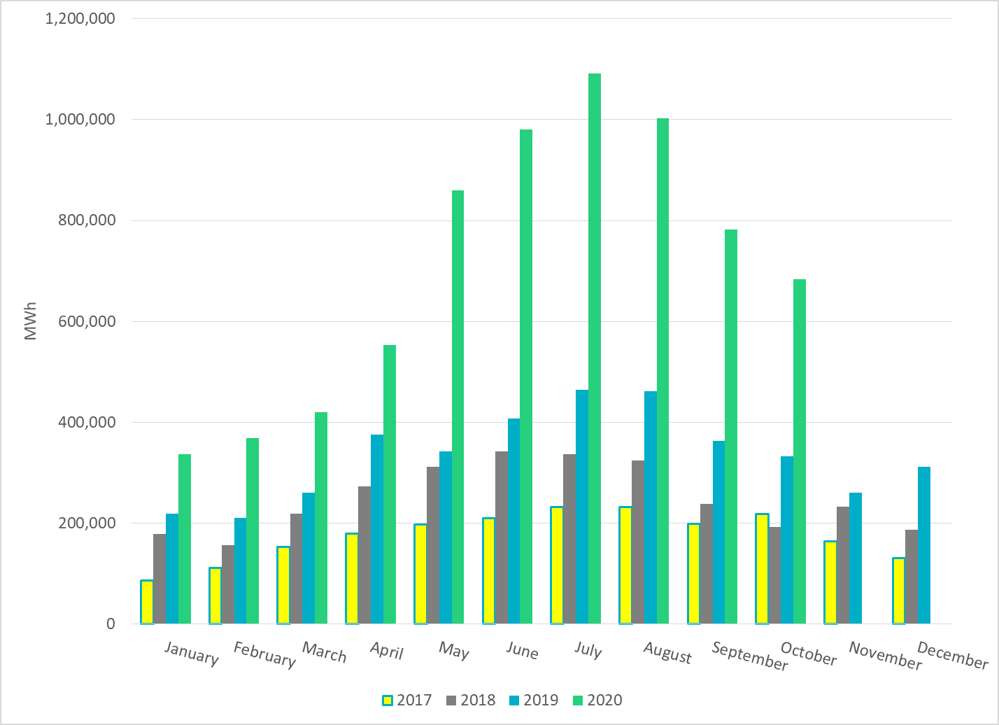 1,200,000
1,000,000
800,000
600,000
400,000
200,000
0
MWh
January February March April May June July August September October November December
2017 2018 2019 2020